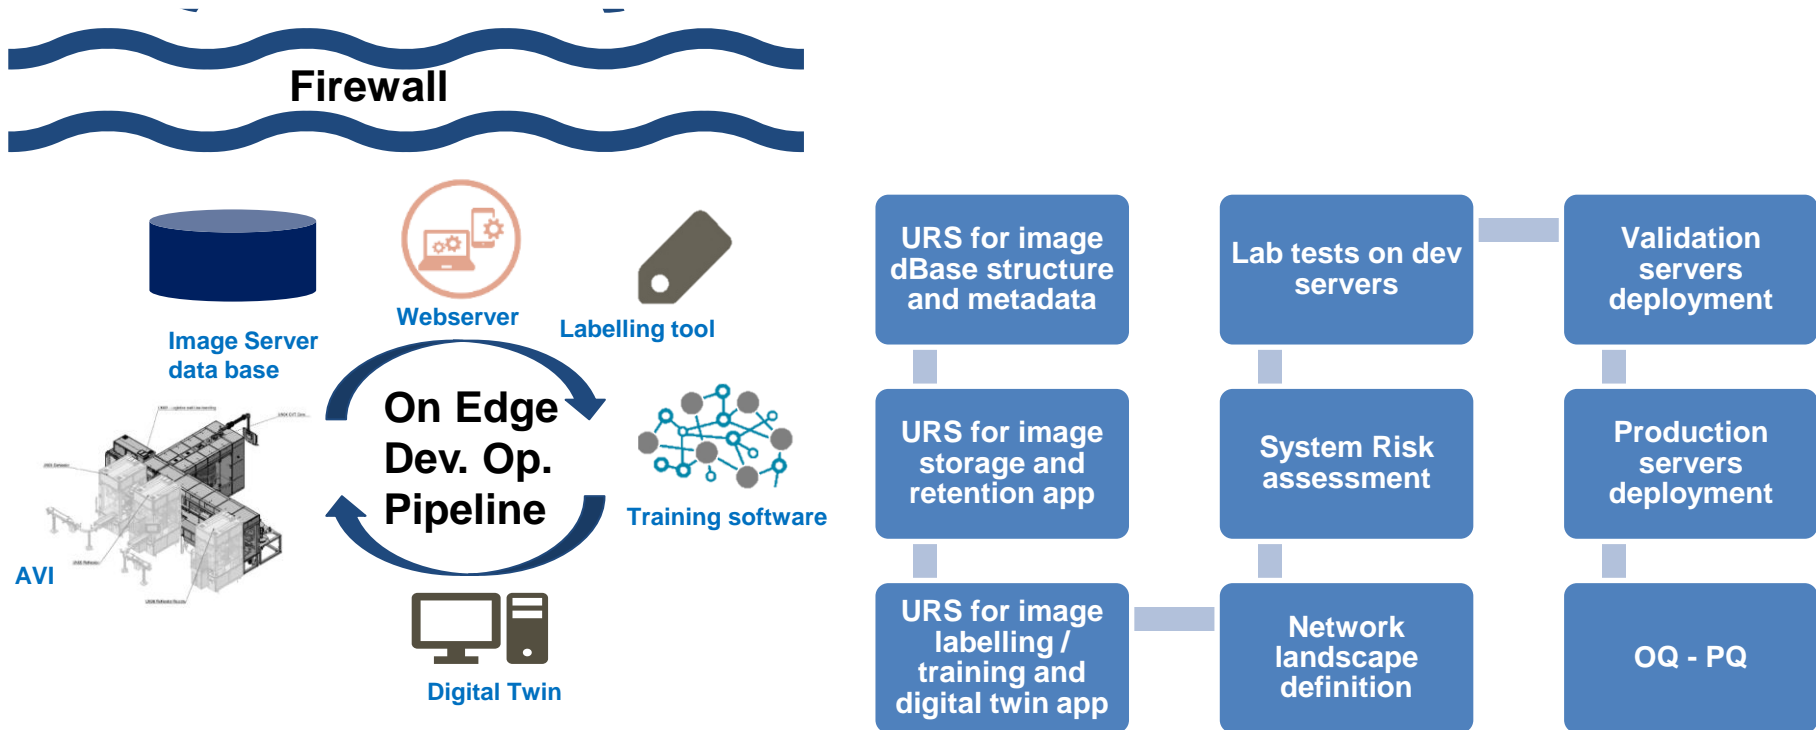 Firewall
Webserver
Labelling tool
Image Server
data base
On Edge
Dev. Op.
Pipeline
Training software
AVI
Digital Twin
URS for image
dBase structure
and metadata
URS for image
storage and
retention app
URS for image
labelling /
training and
digital twin app
Network
landscape
definition
System Risk
assessment
Lab tests on dev
servers
Validation
servers
deployment
Production
servers
deployment
OQ - PQ